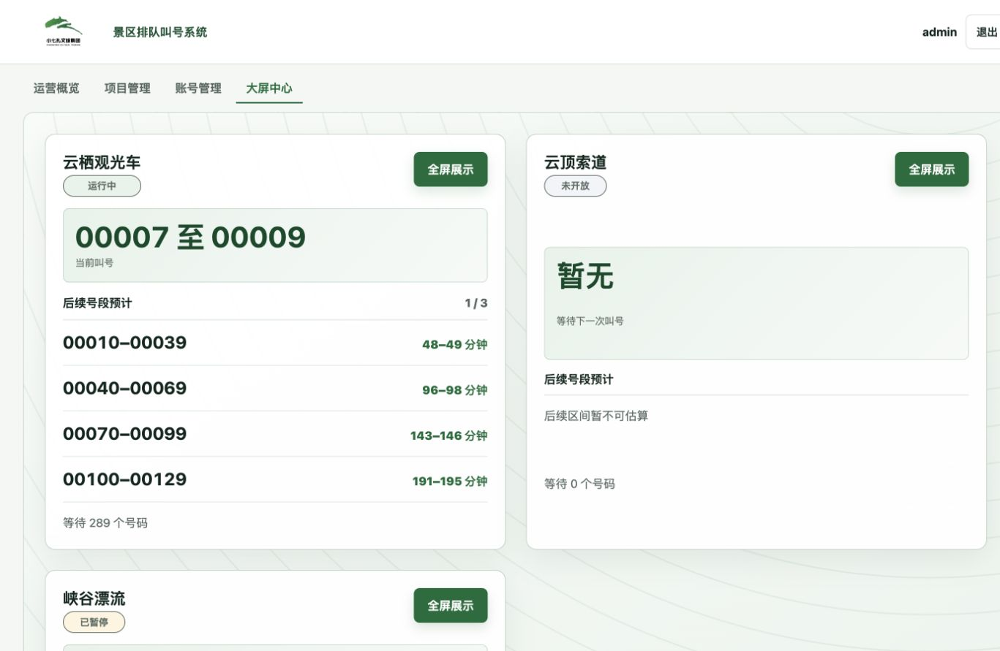 小七孔文旅集团
景区排队叫号系统
admin
退出
运营概览
项目管理
账号管理
大屏中心
云栖观光车
运行中
全屏展示
00007 至 00009
当前叫号
后续号段预计
1 / 3
00010–00039
48–49 分钟
00040–00069
96–98 分钟
00070–00099
143–146 分钟
00100–00129
191–195 分钟
等待 289 个号码
云顶索道
未开放
全屏展示
暂无
等待下一次叫号
后续号段预计
后续区间暂不可估算
等待 0 个号码
峡谷漂流
已暂停
全屏展示